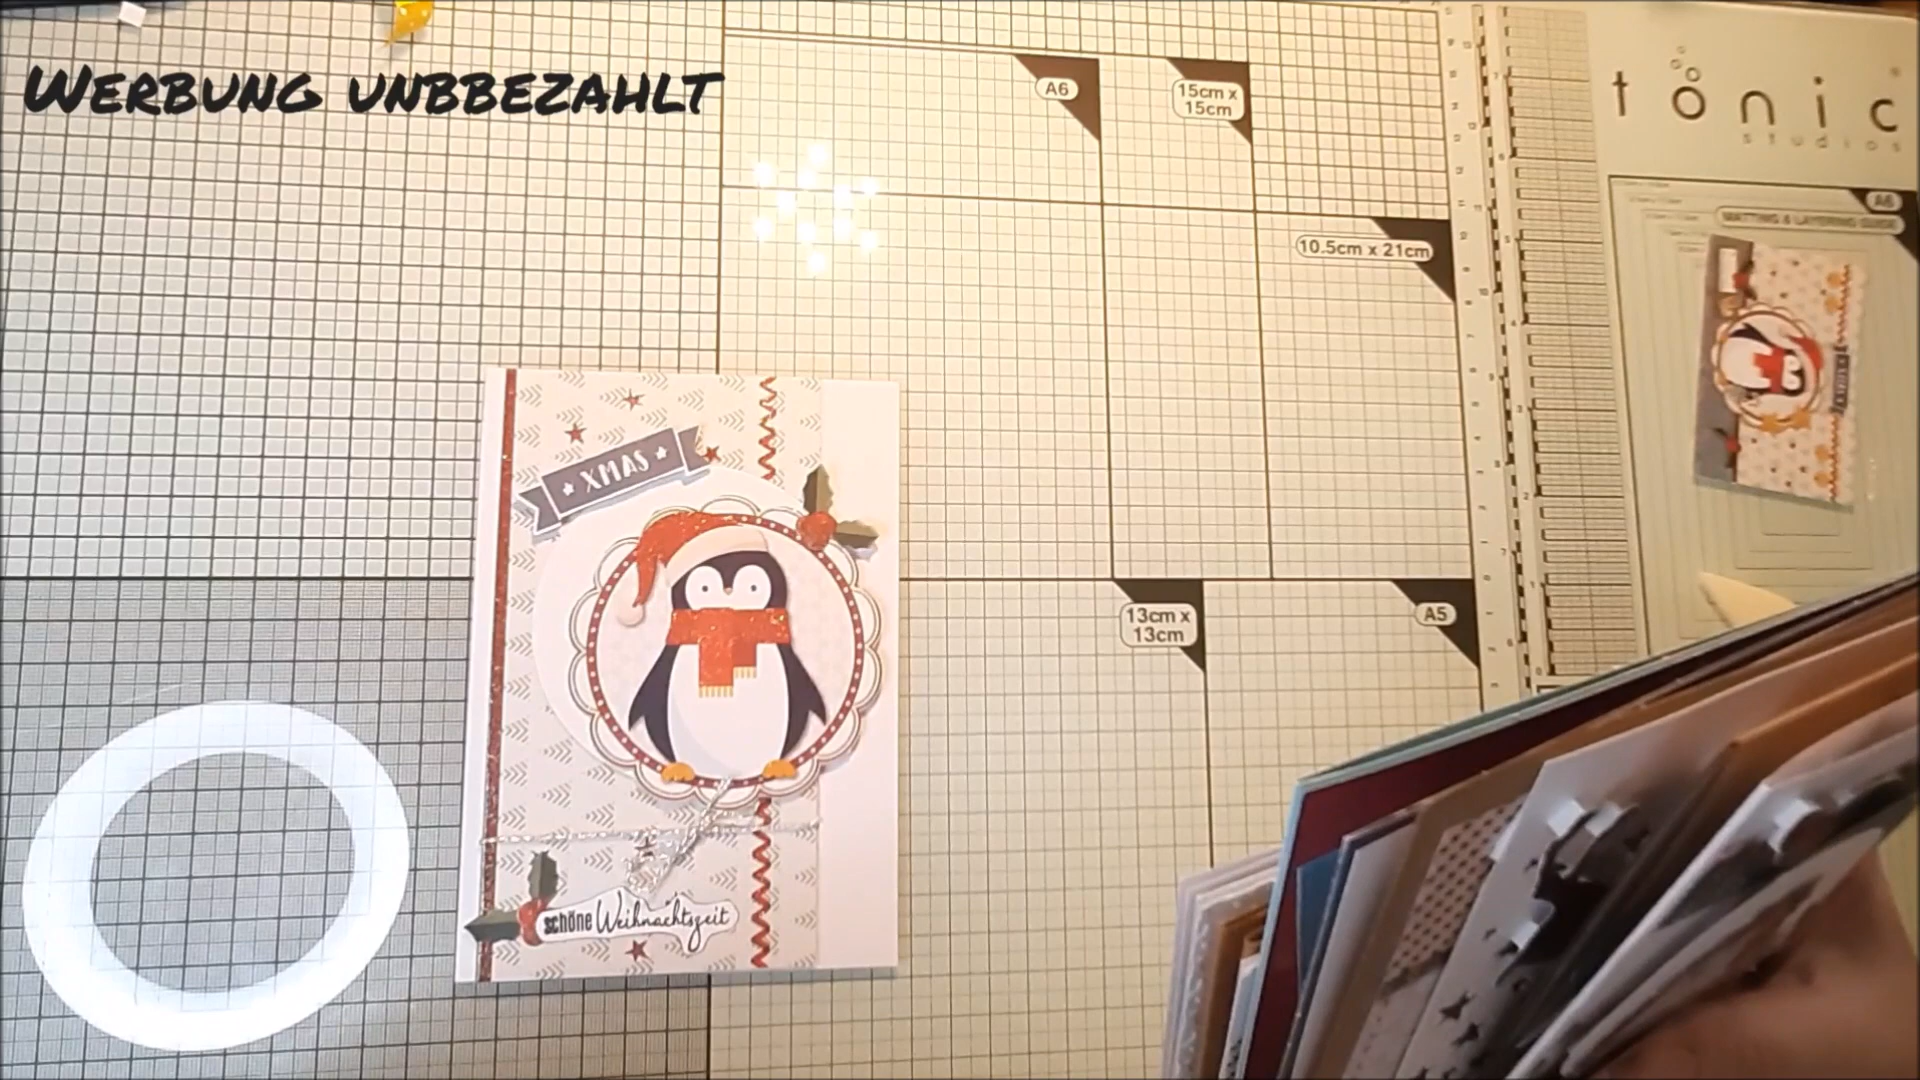 Werbung unbbezahlt
A6
15cm x
15cm
tonic
studios
A6
MATTING & LAYERING GUIDE
10.5cm x 21cm
★ XMAS ★
13cm x
13cm
A5
schöne Weihnachtszeit